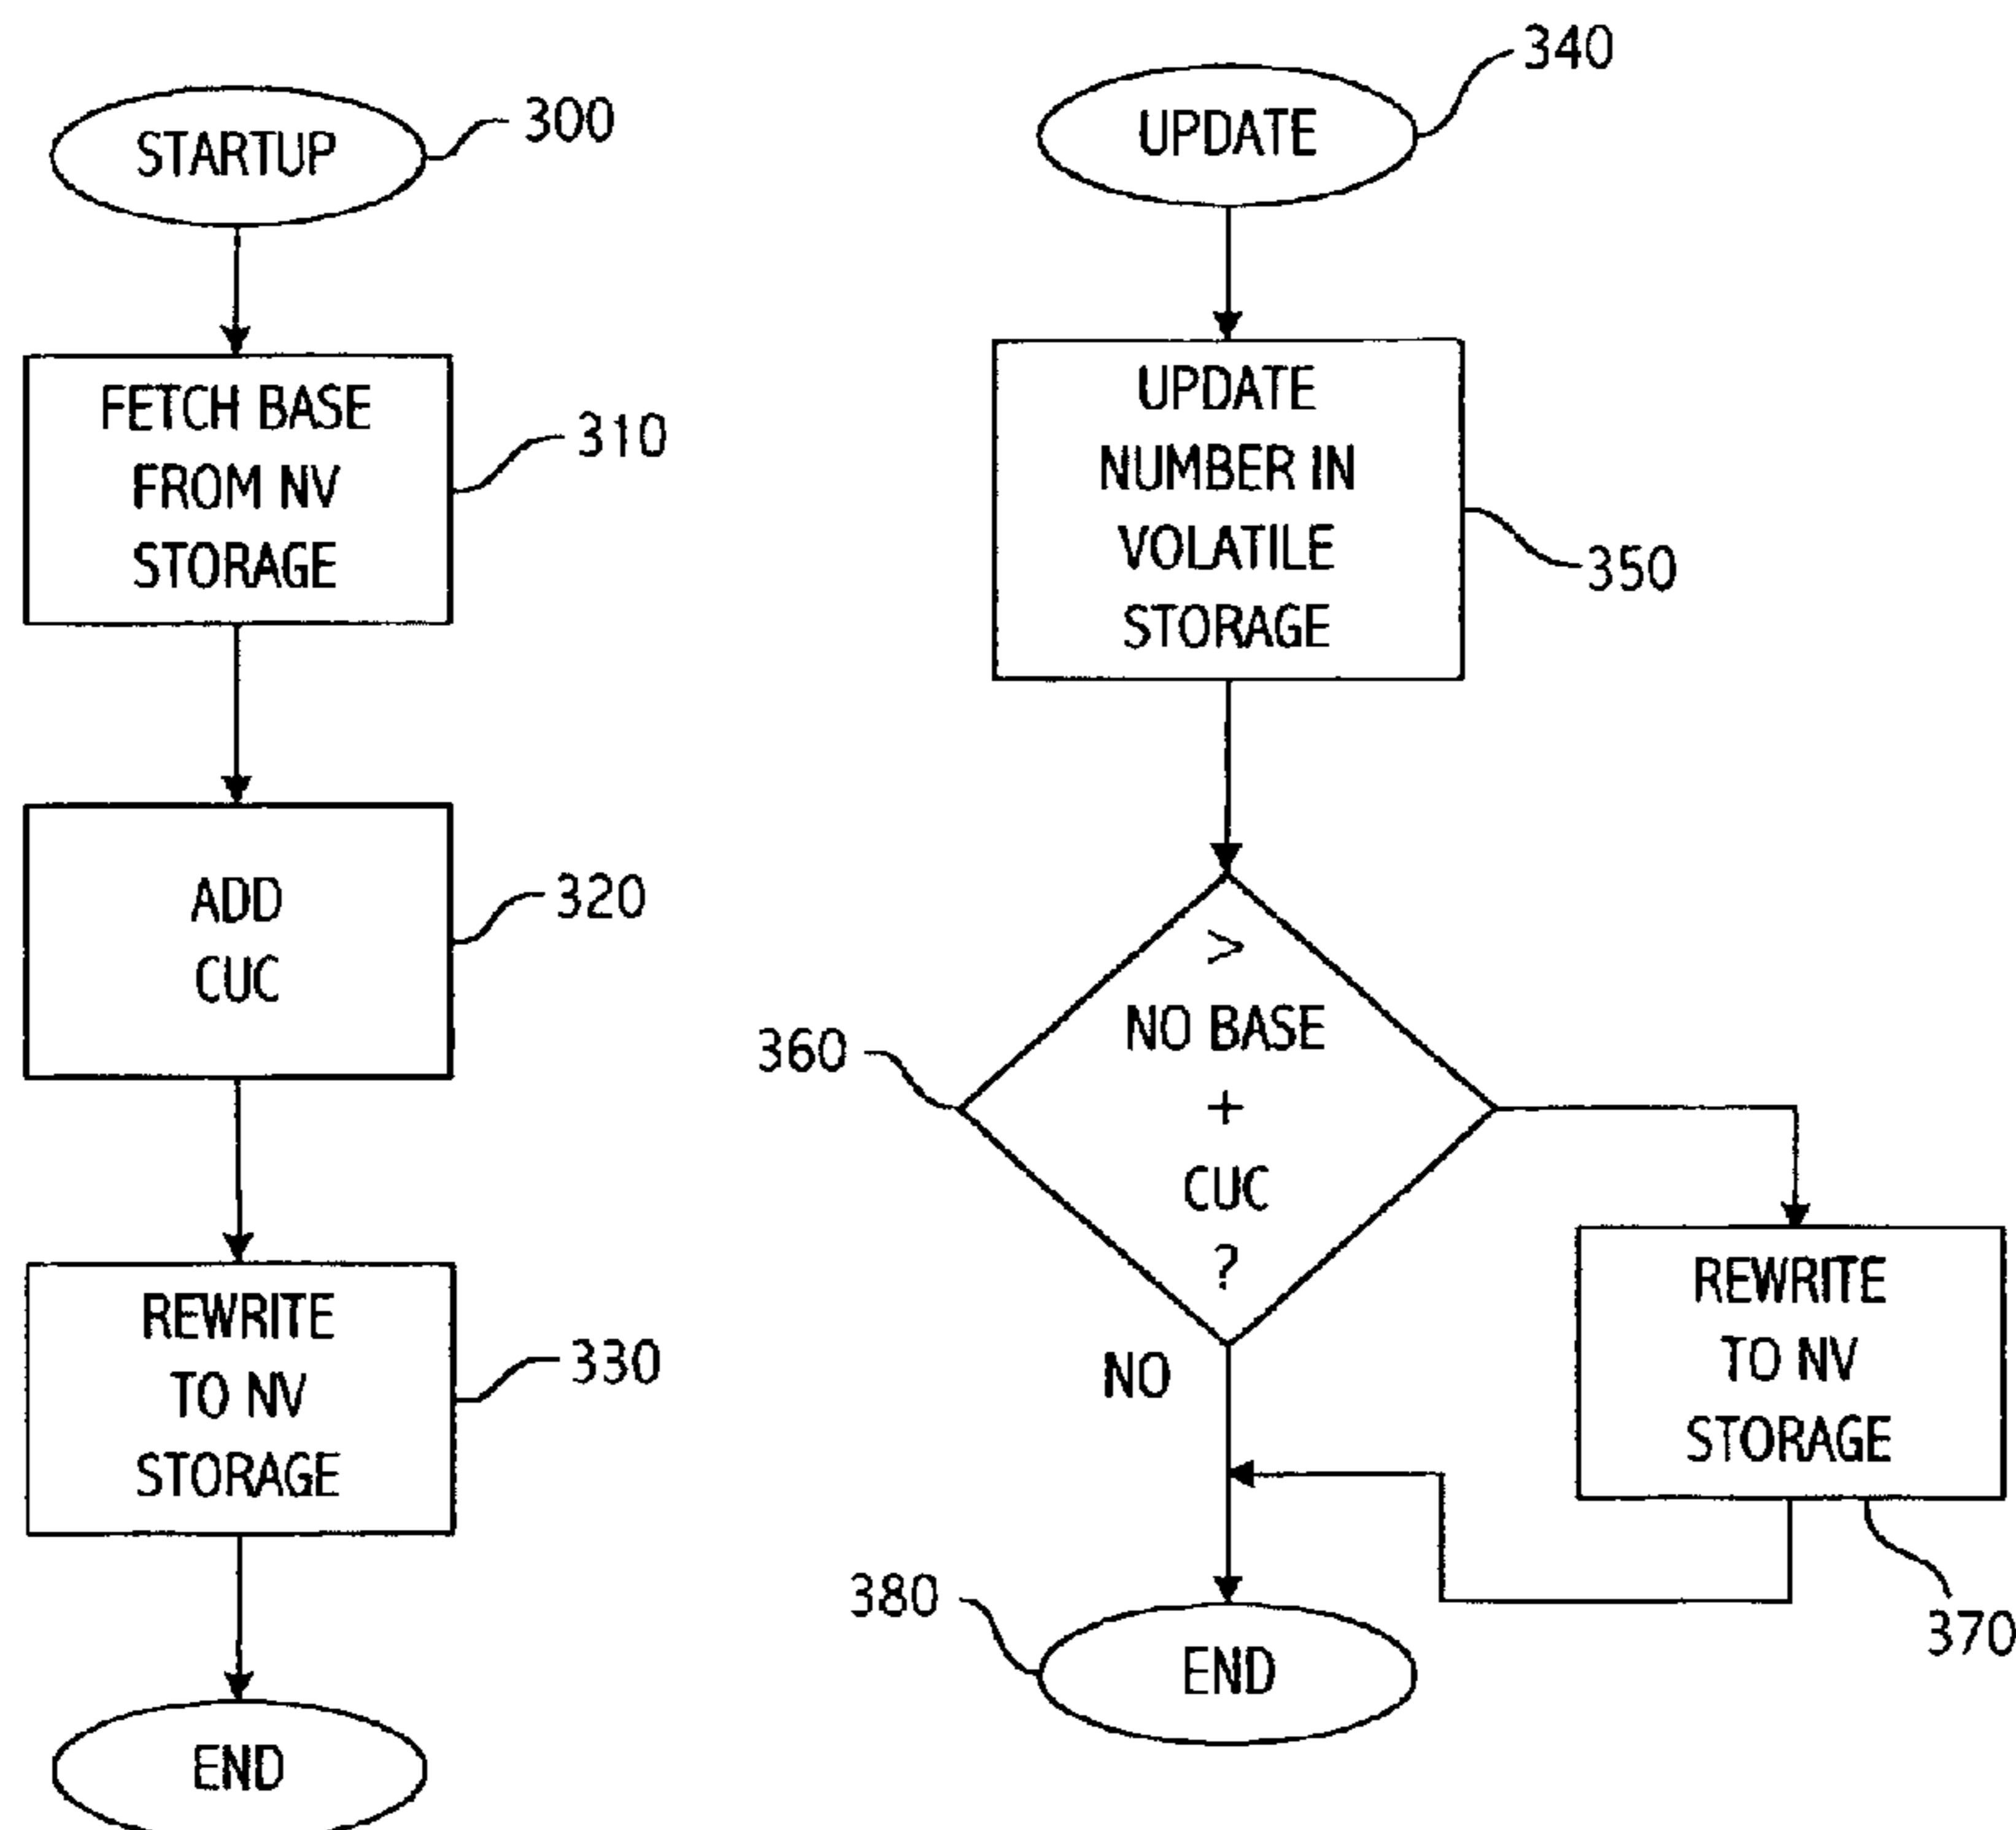 STARTUP
300
FETCH BASE
FROM NV
STORAGE
310
ADD
CUC
320
REWRITE
TO NV
STORAGE
330
END
UPDATE
340
UPDATE
NUMBER IN
VOLATILE
STORAGE
350
>
NO BASE
+
CUC
?
360
NO
REWRITE
TO NV
STORAGE
370
END
380